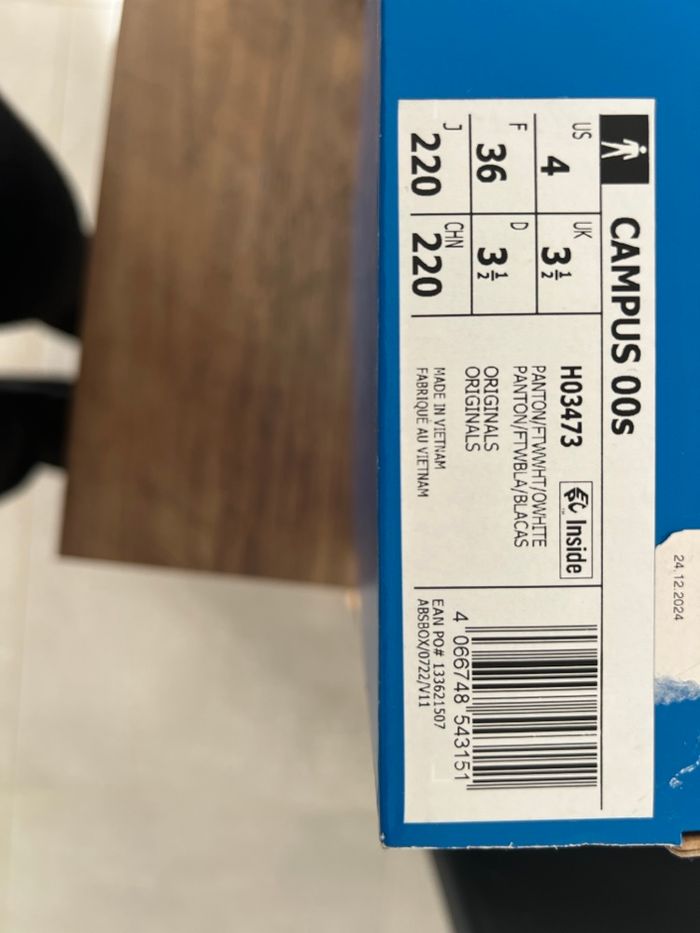 CAMPUS 00s
US 4
UK 3½
F 36
D 3½
J 220
CHN 220
H03473
Inside
PANTON/FTWWHT/OWHITE
PANTON/FTWBLA/BLACAS
ORIGINALS
ORIGINALS
MADE IN VIETNAM
FABRIQUÉ AU VIETNAM
4 066748 543151
EAN PO# 133621507
ABSBOX/0722/V11
24.12.2024